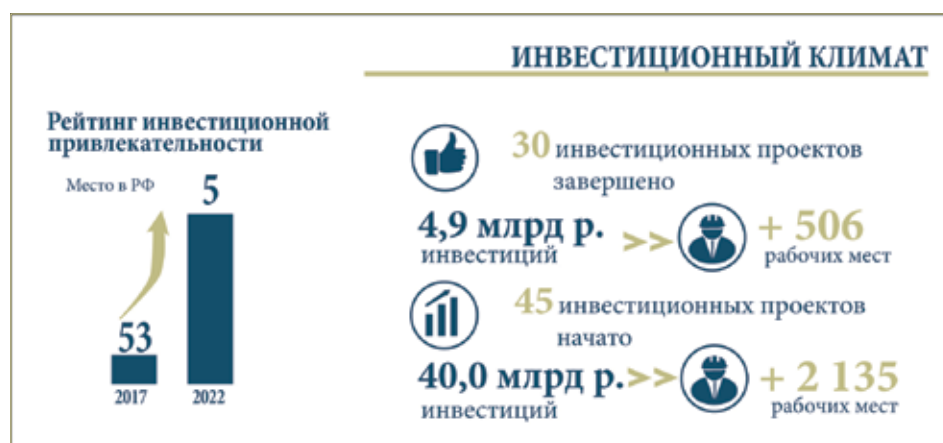 ИНВЕСТИЦИОННЫЙ КЛИМАТ
Рейтинг инвестиционной
привлекательности
Место в РФ
5
53
2017
2022
30 инвестиционных проектов
завершено
4,9 млрд р. >> + 506
инвестиций
рабочих мест
45 инвестиционных проектов
начато
40,0 млрд р. >> + 2 135
инвестиций
рабочих мест